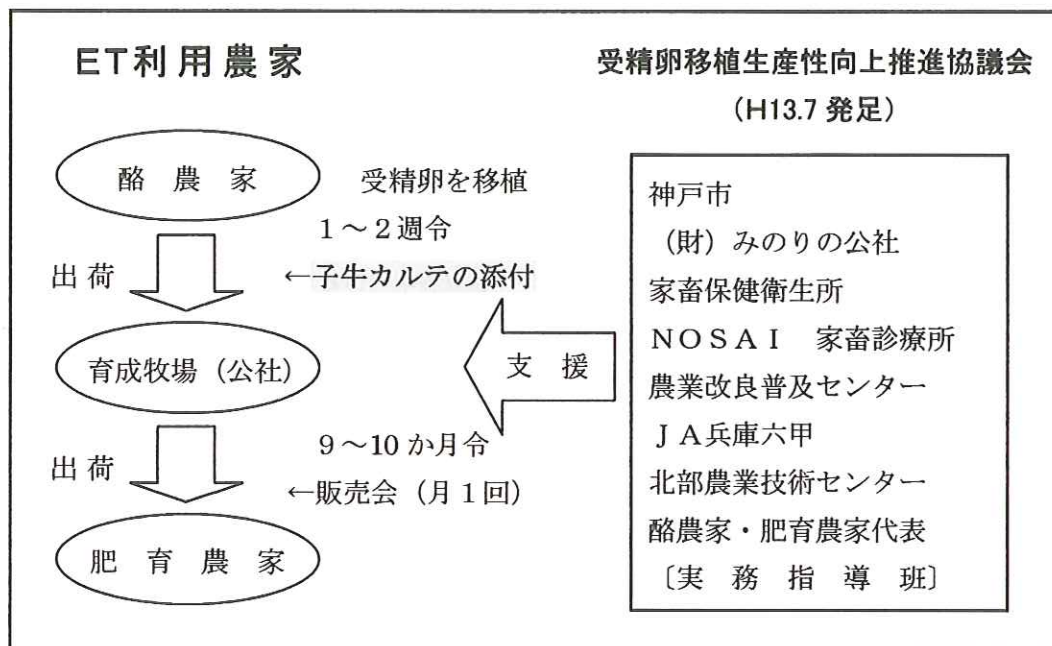 ET利用農家
酪農家
受精卵を移植
1～2週令
出荷
←子牛カルテの添付
育成牧場（公社）
9～10か月令
出荷
←販売会（月1回）
肥育農家
支援
受精卵移植生産性向上推進協議会
（H13.7発足）
神戸市
（財）みのりの公社
家畜保健衛生所
ＮＯＳＡＩ　家畜診療所
農業改良普及センター
ＪＡ兵庫六甲
北部農業技術センター
酪農家・肥育農家代表
〔実務指導班〕